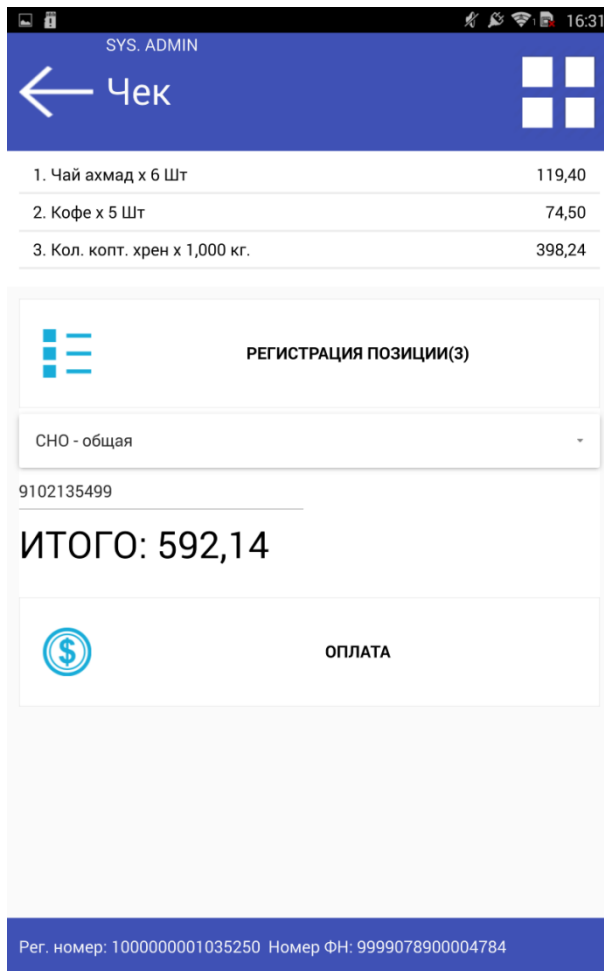 16:31
SYS. ADMIN
Чек
1. Чай ахмад x 6 Шт 119,40
2. Кофе x 5 Шт 74,50
3. Кол. копт. хрен x 1,000 кг. 398,24
РЕГИСТРАЦИЯ ПОЗИЦИИ(3)
СНО - общая
9102135499
ИТОГО: 592,14
$
ОПЛАТА
Рег. номер: 1000000001035250 Номер ФН: 9999078900004784